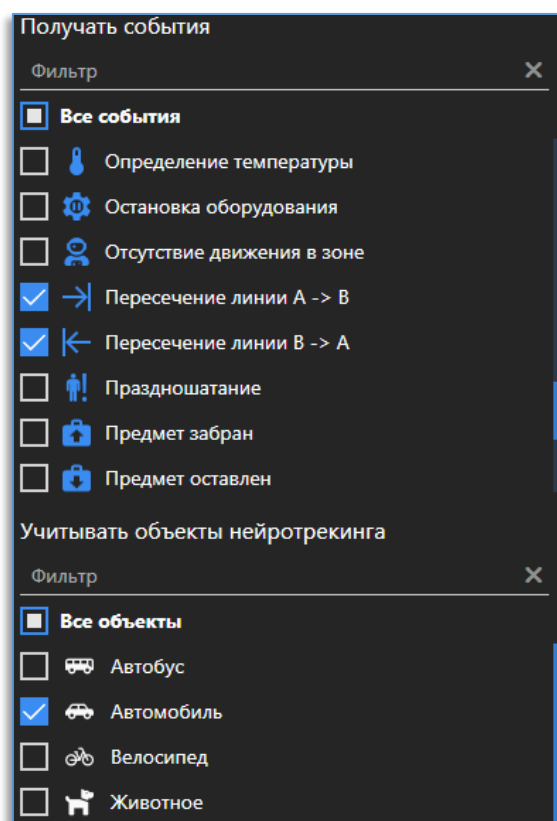 Получать события
Фильтр
Все события
Определение температуры
Остановка оборудования
Отсутствие движения в зоне
Пересечение линии A -> B
Пересечение линии B -> A
Праздношатание
Предмет забран
Предмет оставлен
Учитывать объекты нейротрекинга
Фильтр
Все объекты
Автобус
Автомобиль
Велосипед
Животное